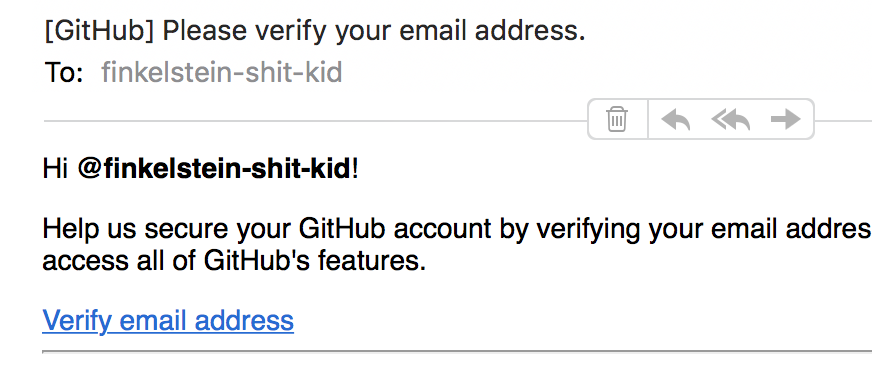 [GitHub] Please verify your email address.
To: finkelstein-shit-kid
Hi @finkelstein-shit-kid!
Help us secure your GitHub account by verifying your email addres
access all of GitHub's features.
Verify email address